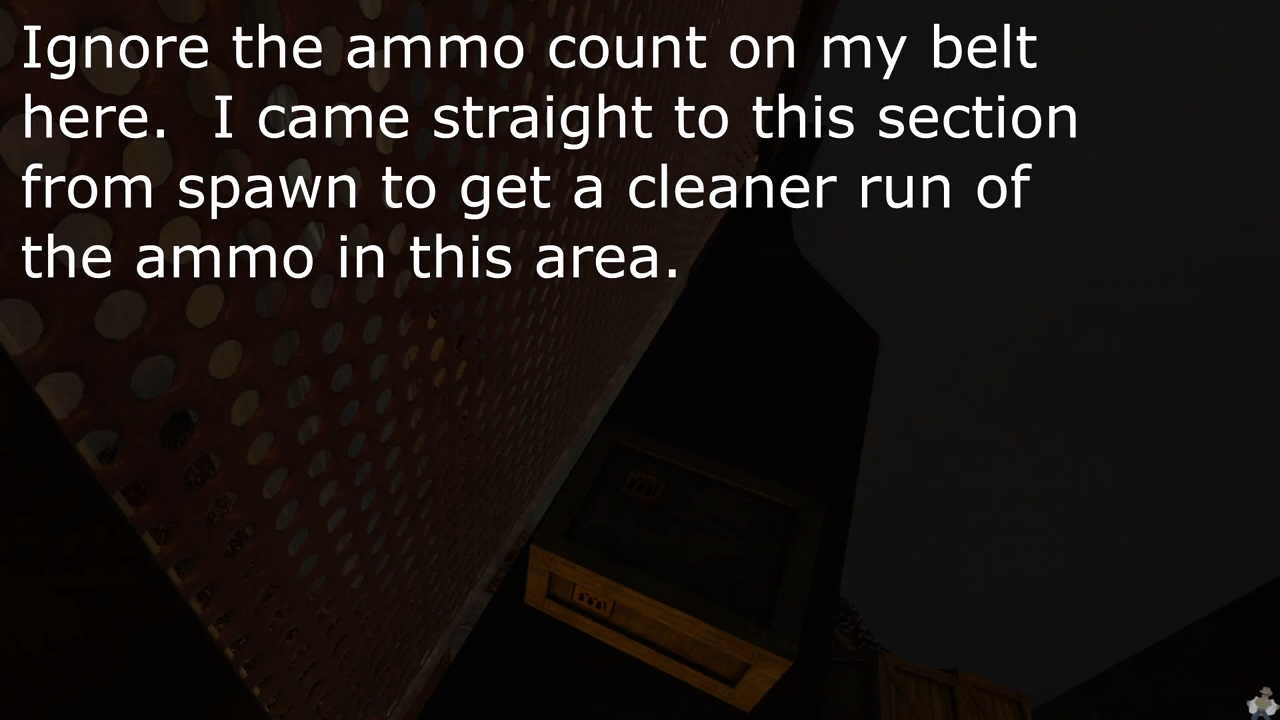 Ignore the ammo count on my belt
here.  I came straight to this section
from spawn to get a cleaner run of
the ammo in this area.